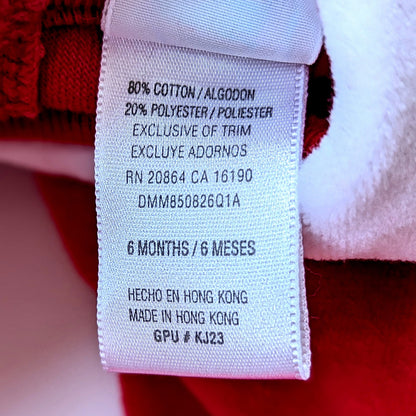 80% COTTON / ALGODON
20% POLYESTER / POLIESTER
EXCLUSIVE OF TRIM
EXCLUYE ADORNOS
RN 20864 CA 16190
DMM850826Q1A
6 MONTHS / 6 MESES
HECHO EN HONG KONG
MADE IN HONG KONG
GPU # KJ23